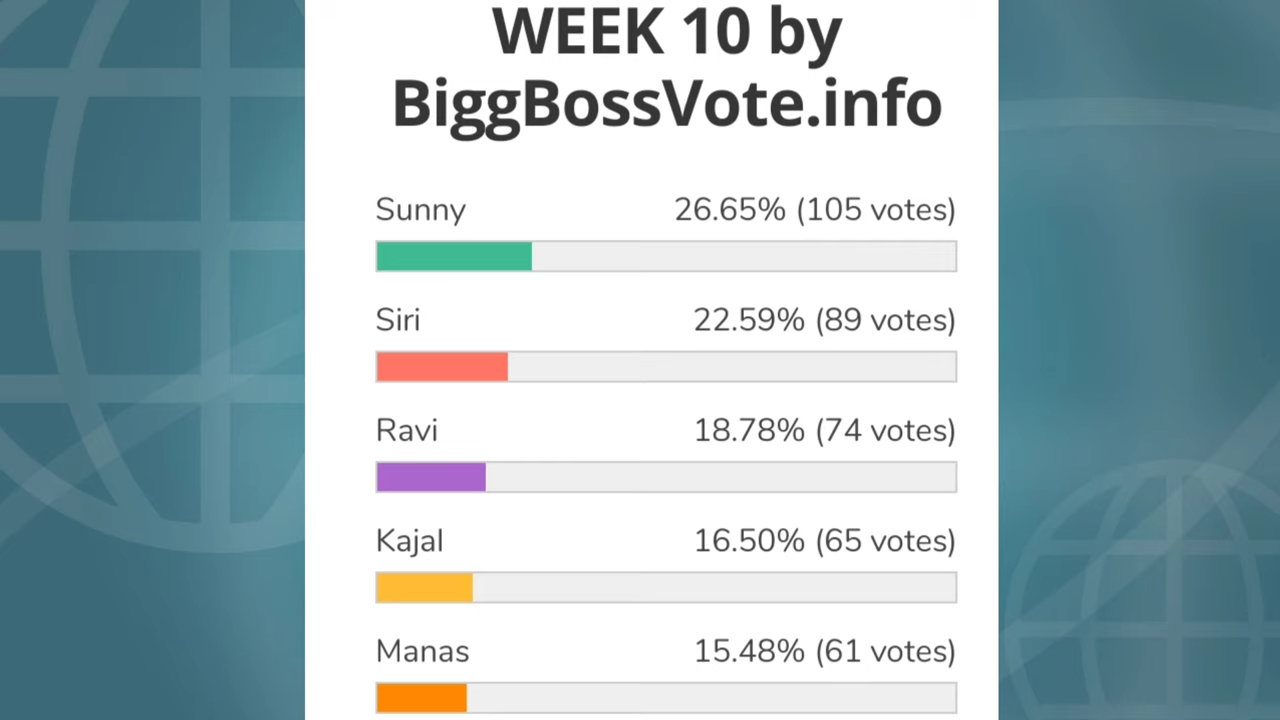 WEEK 10 by
BiggBossVote.info
Sunny 26.65% (105 votes)
Siri 22.59% (89 votes)
Ravi 18.78% (74 votes)
Kajal 16.50% (65 votes)
Manas 15.48% (61 votes)